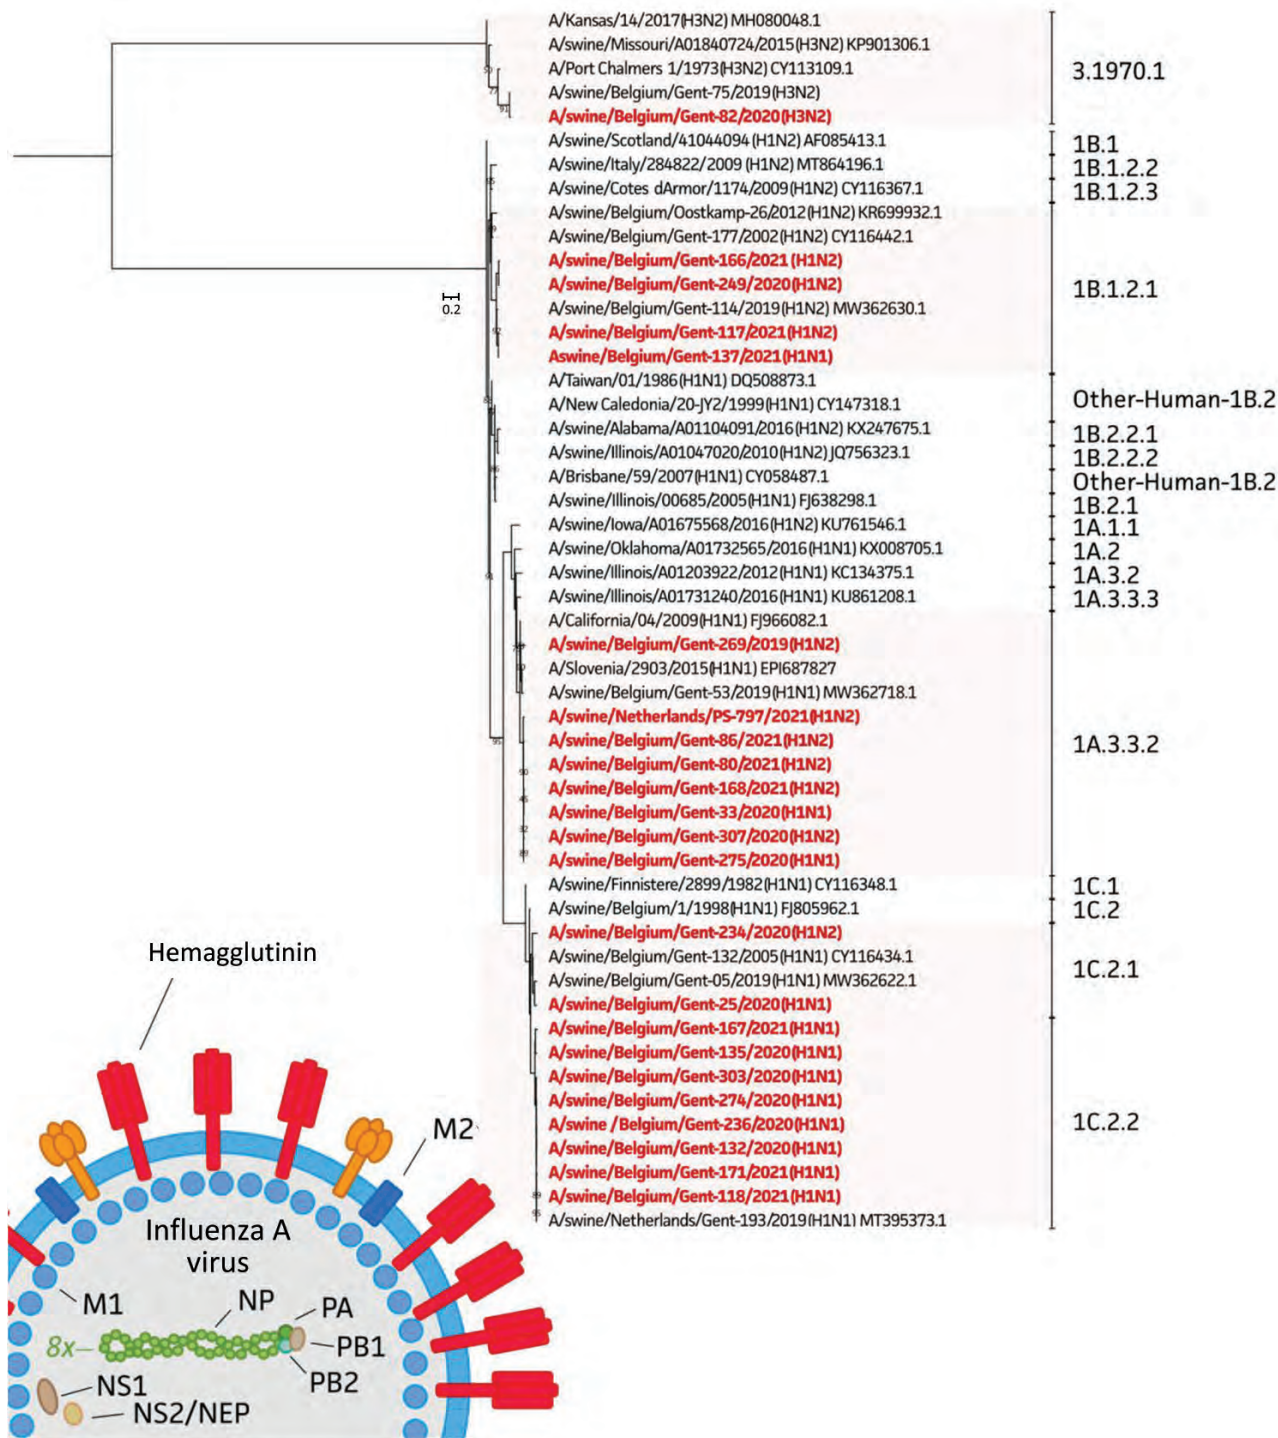 A/Kansas/14/2017(H3N2) MH080048.1
A/swine/Missouri/A01840724/2015(H3N2) KP901306.1
A/Port Chalmers 1/1973(H3N2) CY113109.1
A/swine/Belgium/Gent-75/2019(H3N2)
A/swine/Belgium/Gent-82/2020(H3N2)
3.1970.1
A/swine/Scotland/41044094 (H1N2) AF085413.1
1B.1
A/swine/Italy/284822/2009 (H1N2) MT864196.1
1B.1.2.2
A/swine/Cotes dArmor/1174/2009(H1N2) CY116367.1
1B.1.2.3
A/swine/Belgium/Oostkamp-26/2012(H1N2) KR699932.1
A/swine/Belgium/Gent-177/2002(H1N2) CY116442.1
A/swine/Belgium/Gent-166/2021 (H1N2)
A/swine/Belgium/Gent-249/2020(H1N2)
A/swine/Belgium/Gent-114/2019(H1N2) MW362630.1
A/swine/Belgium/Gent-117/2021(H1N2)
Aswine/Belgium/Gent-137/2021(H1N1)
1B.1.2.1
0.2
A/Taiwan/01/1986(H1N1) DQ508873.1
A/New Caledonia/20-JY2/1999(H1N1) CY147318.1
Other-Human-1B.2
A/swine/Alabama/A01104091/2016(H1N2) KX247675.1
1B.2.2.1
A/swine/Illinois/A01047020/2010(H1N2) JQ756323.1
1B.2.2.2
A/Brisbane/59/2007(H1N1) CY058487.1
Other-Human-1B.2
A/swine/Illinois/00685/2005(H1N1) FJ638298.1
1B.2.1
A/swine/Iowa/A01675568/2016(H1N2) KU761546.1
1A.1.1
A/swine/Oklahoma/A01732565/2016(H1N1) KX008705.1
1A.2
A/swine/Illinois/A01203922/2012(H1N1) KC134375.1
1A.3.2
A/swine/Illinois/A01731240/2016(H1N1) KU861208.1
1A.3.3.3
A/California/04/2009(H1N1) FJ966082.1
A/swine/Belgium/Gent-269/2019(H1N2)
A/Slovenia/2903/2015(H1N1) EPI687827
A/swine/Belgium/Gent-53/2019(H1N1) MW362718.1
A/swine/Netherlands/PS-797/2021(H1N2)
A/swine/Belgium/Gent-86/2021(H1N2)
A/swine/Belgium/Gent-80/2021(H1N2)
A/swine/Belgium/Gent-168/2021(H1N2)
A/swine/Belgium/Gent-33/2020(H1N1)
A/swine/Belgium/Gent-307/2020(H1N2)
A/swine/Belgium/Gent-275/2020(H1N1)
1A.3.3.2
95
A/swine/Finnistere/2899/1982(H1N1) CY116348.1
1C.1
A/swine/Belgium/1/1998(H1N1) FJ805962.1
1C.2
A/swine/Belgium/Gent-234/2020(H1N2)
A/swine/Belgium/Gent-132/2005(H1N1) CY116434.1
A/swine/Belgium/Gent-05/2019(H1N1) MW362622.1
A/swine/Belgium/Gent-25/2020(H1N1)
1C.2.1
A/swine/Belgium/Gent-167/2021(H1N1)
A/swine/Belgium/Gent-135/2020(H1N1)
A/swine/Belgium/Gent-303/2020(H1N1)
A/swine/Belgium/Gent-274/2020(H1N1)
A/swine /Belgium/Gent-236/2020(H1N1)
A/swine/Belgium/Gent-132/2020(H1N1)
A/swine/Belgium/Gent-171/2021(H1N1)
A/swine/Belgium/Gent-118/2021(H1N1)
A/swine/Netherlands/Gent-193/2019(H1N1) MT395373.1
1C.2.2
Hemagglutinin
M2
Influenza A
virus
M1
NP
PA
8x
PB1
PB2
NS1
NS2/NEP